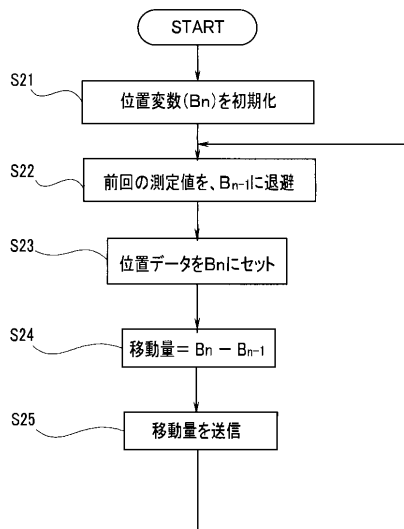 START
S21
位置変数(Bn)を初期化
S22
前回の測定値を、Bn-1に退避
S23
位置データをBnにセット
S24
移動量= Bn − Bn-1
S25
移動量を送信